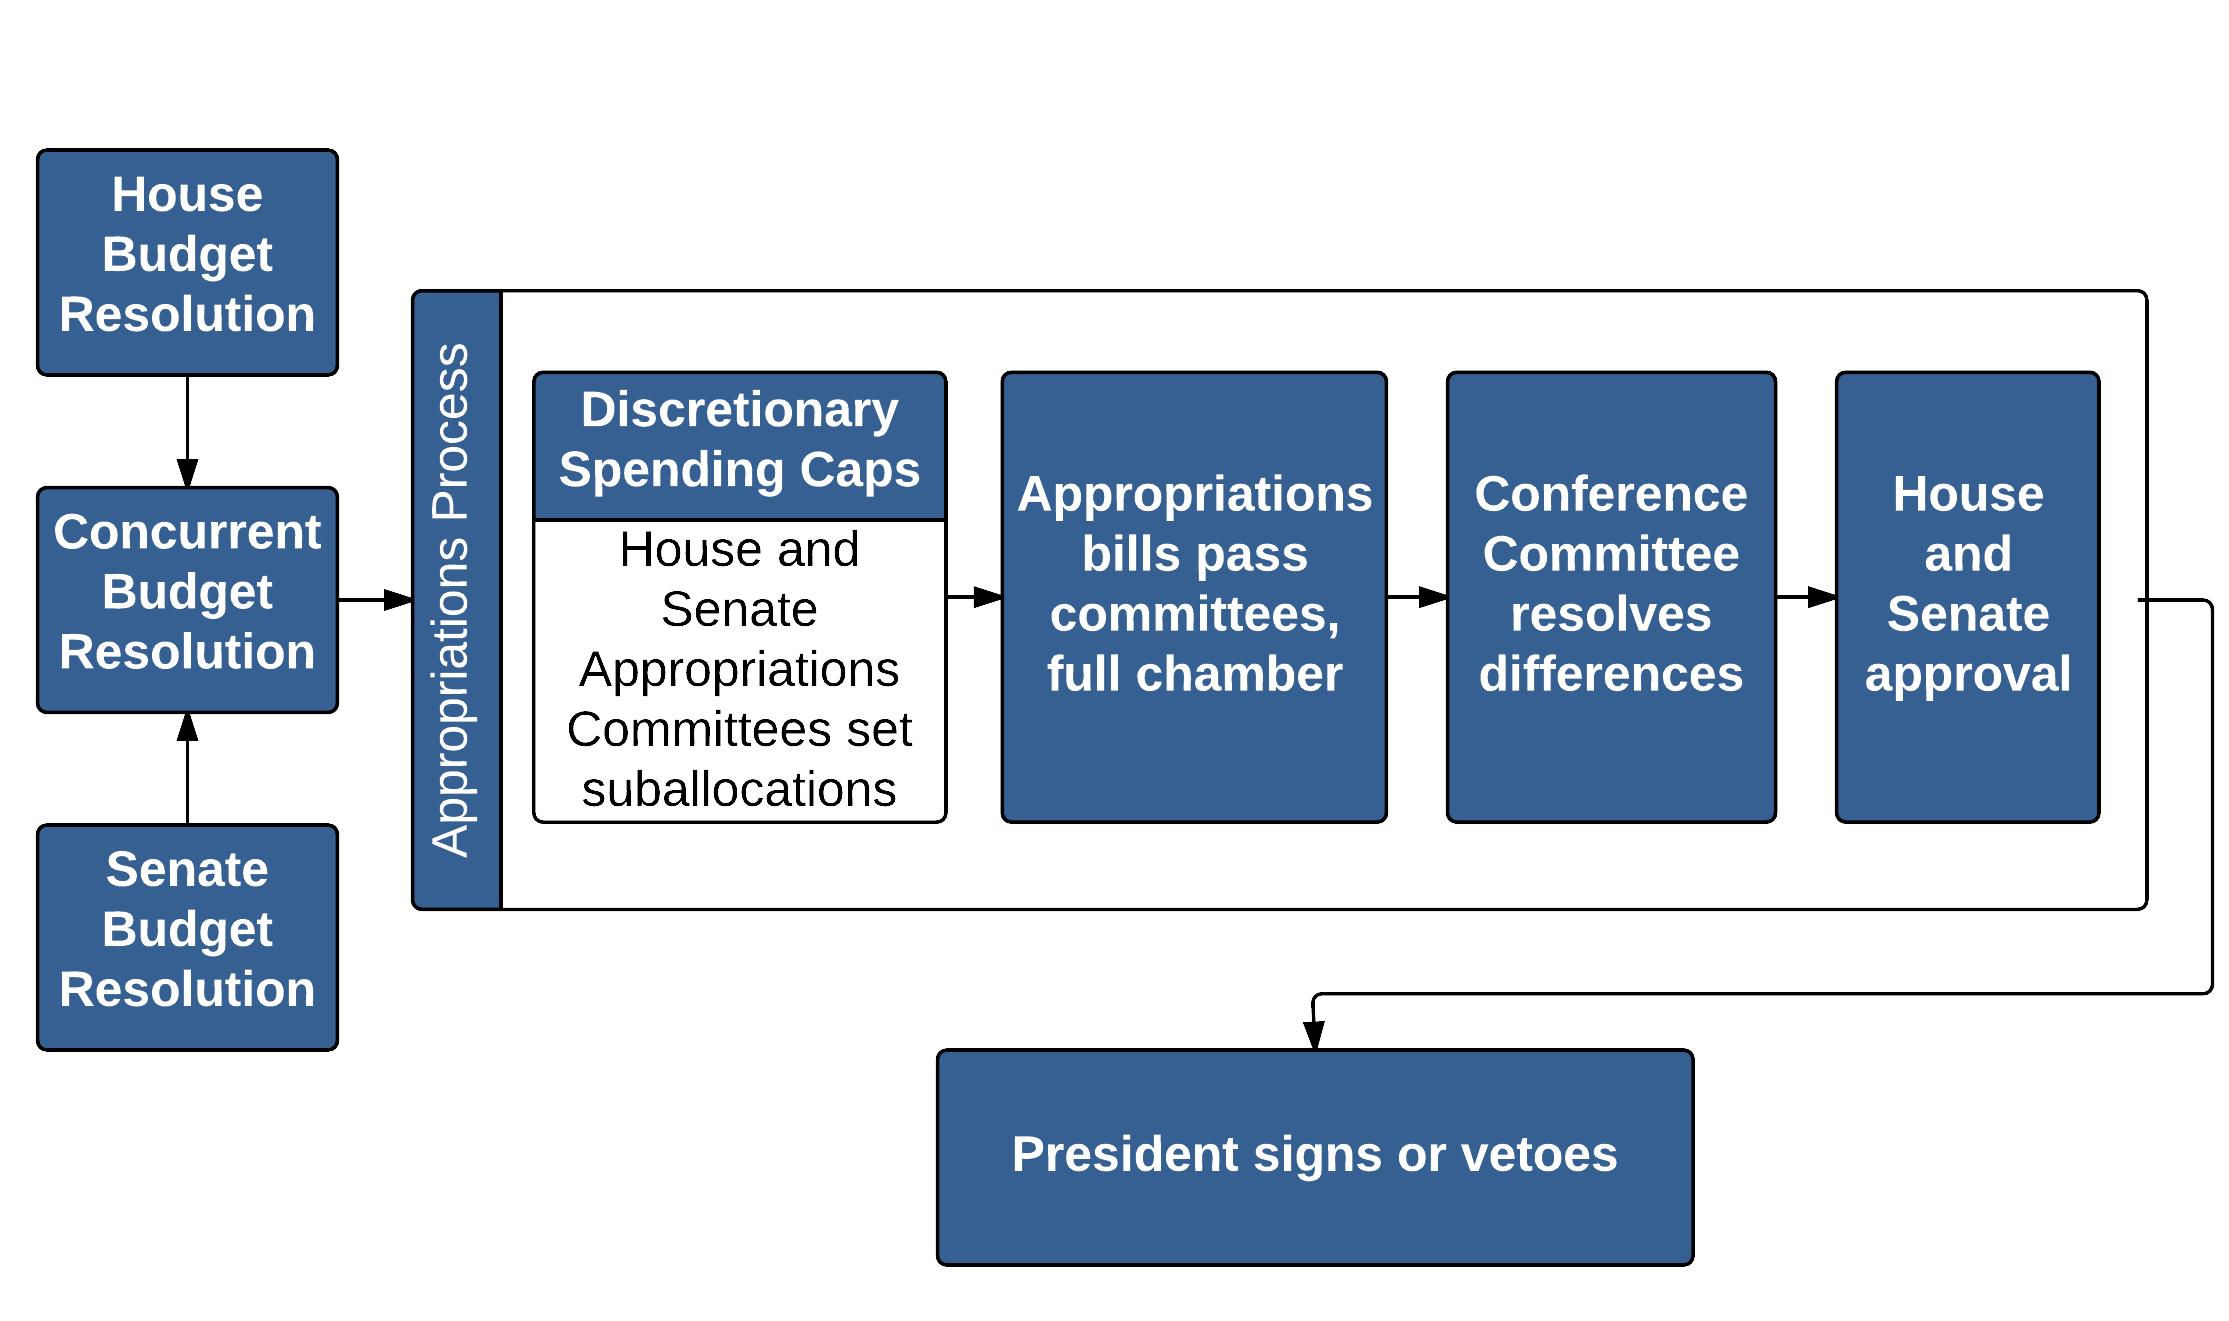 House
Budget
Resolution
Concurrent
Budget
Resolution
Senate
Budget
Resolution
Appropriations Process
Discretionary
Spending Caps
House and
Senate
Appropriations
Committees set
suballocations
Appropriations
bills pass
committees,
full chamber
Conference
Committee
resolves
differences
House
and
Senate
approval
President signs or vetoes